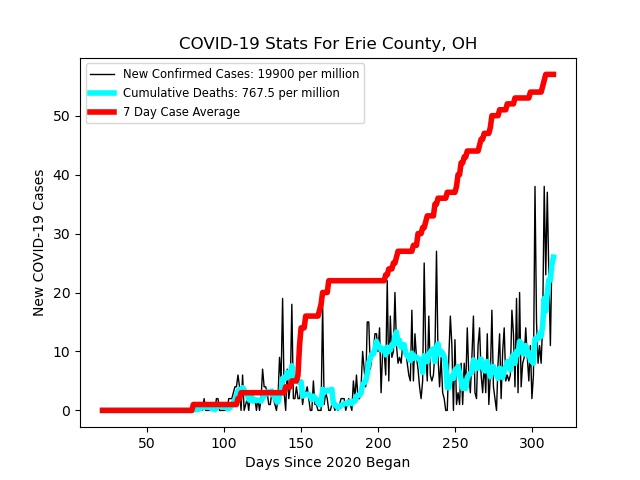 COVID-19 Stats For Erie County, OH
New Confirmed Cases: 19900 per million
Cumulative Deaths: 767.5 per million
7 Day Case Average
New COVID-19 Cases
50
40
30
20
10
0
50 100 150 200 250 300
Days Since 2020 Began